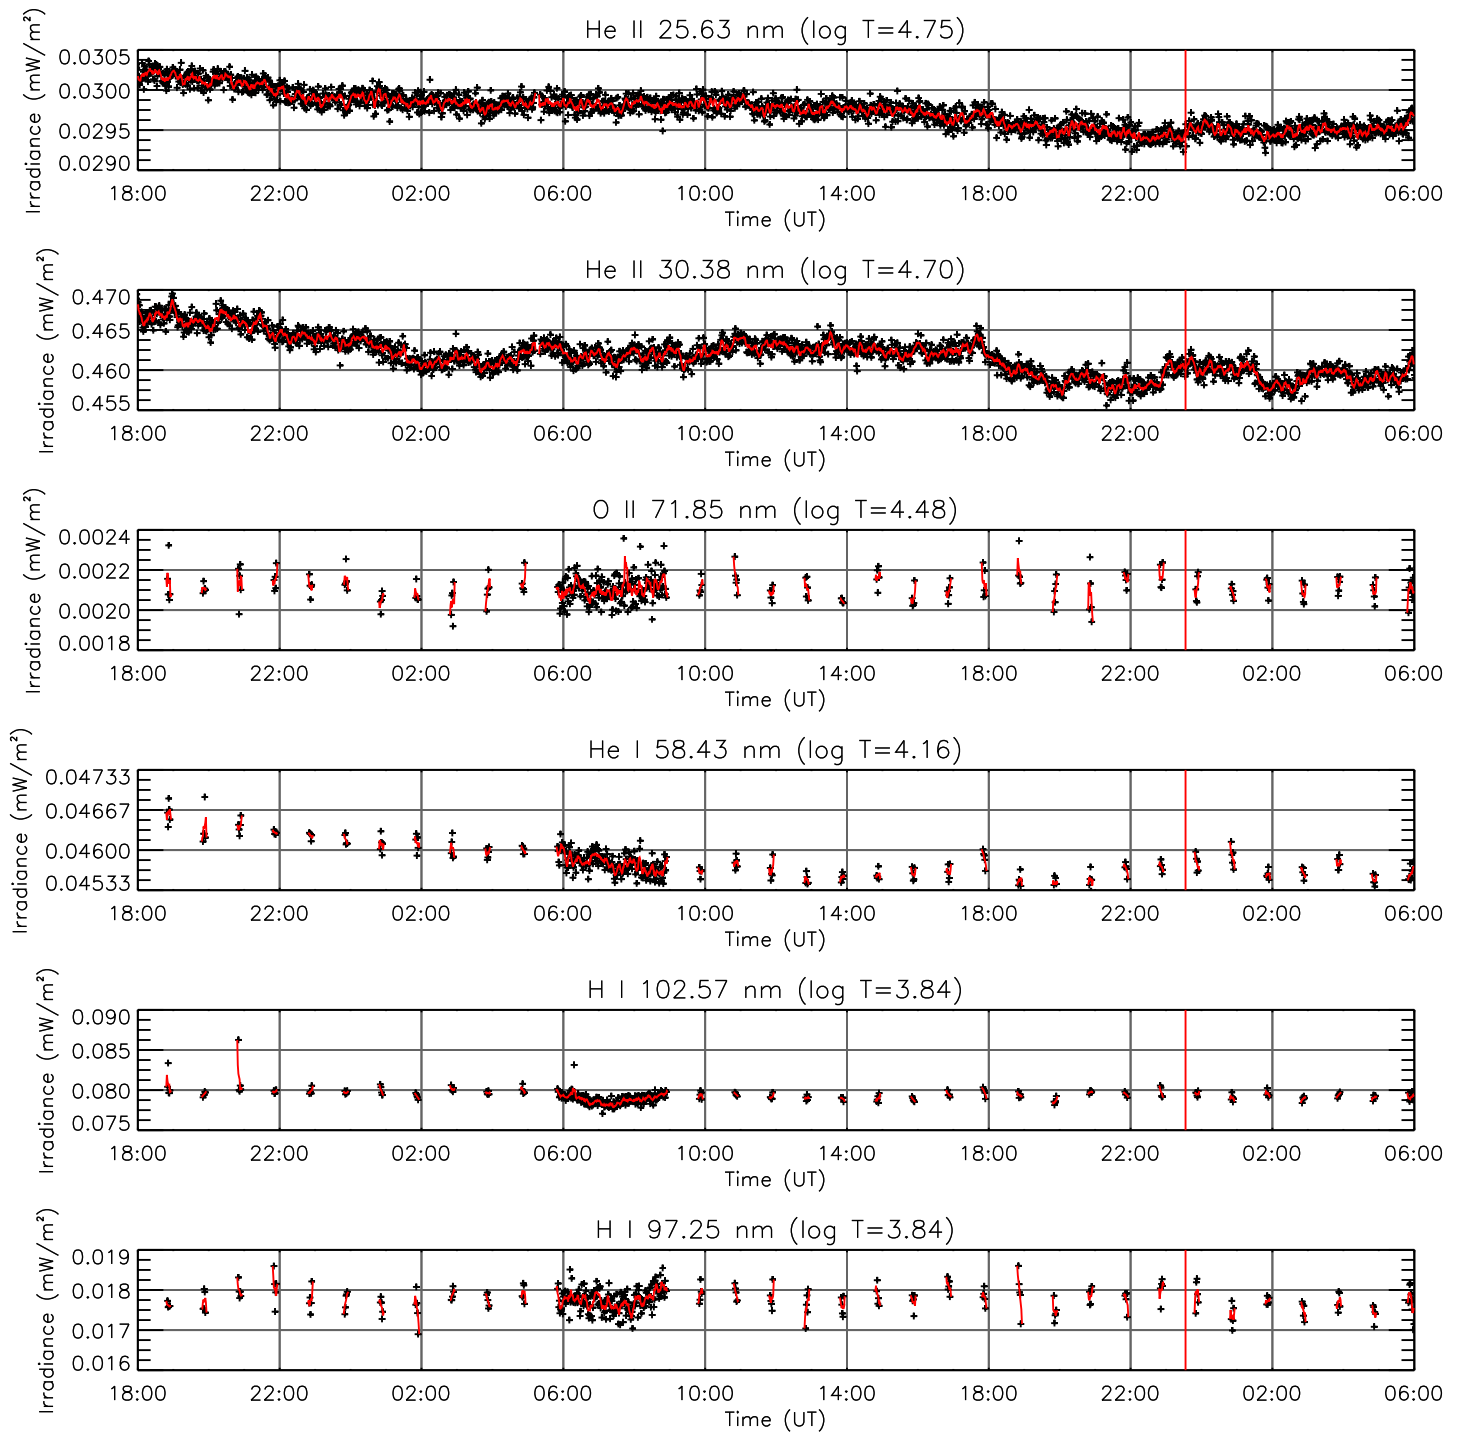 He II 25.63 nm (log T=4.75)
Irradiance (mW/m²)
0.0305
0.0300
0.0295
0.0290
18:00 22:00 02:00 06:00 10:00 14:00 18:00 22:00 02:00 06:00
Time (UT)
He II 30.38 nm (log T=4.70)
Irradiance (mW/m²)
0.470
0.465
0.460
0.455
18:00 22:00 02:00 06:00 10:00 14:00 18:00 22:00 02:00 06:00
Time (UT)
O II 71.85 nm (log T=4.48)
Irradiance (mW/m²)
0.0024
0.0022
0.0020
0.0018
18:00 22:00 02:00 06:00 10:00 14:00 18:00 22:00 02:00 06:00
Time (UT)
He I 58.43 nm (log T=4.16)
Irradiance (mW/m²)
0.04733
0.04667
0.04600
0.04533
18:00 22:00 02:00 06:00 10:00 14:00 18:00 22:00 02:00 06:00
Time (UT)
H I 102.57 nm (log T=3.84)
Irradiance (mW/m²)
0.090
0.085
0.080
0.075
18:00 22:00 02:00 06:00 10:00 14:00 18:00 22:00 02:00 06:00
Time (UT)
H I 97.25 nm (log T=3.84)
Irradiance (mW/m²)
0.019
0.018
0.017
0.016
18:00 22:00 02:00 06:00 10:00 14:00 18:00 22:00 02:00 06:00
Time (UT)